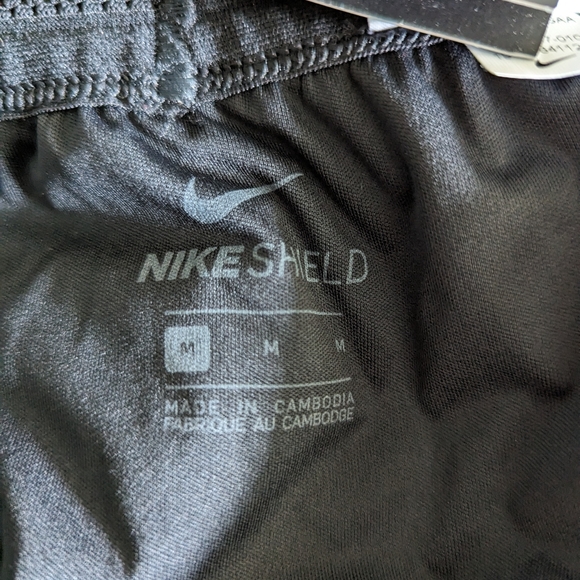 NIKE SHIELD
M M M
MADE IN CAMBODIA
FABRIQUE AU CAMBODGE